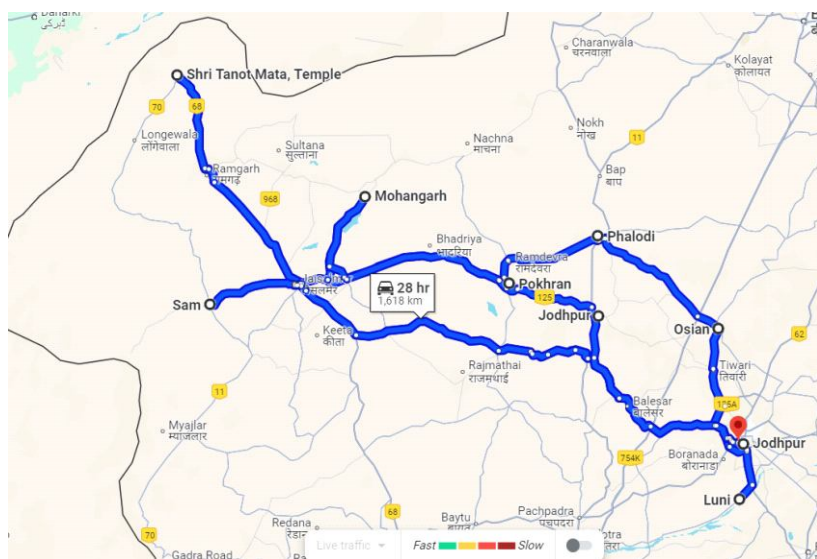 Daharki
ڈہرکی
Charanwala
चरनवाला
Kolayat
कोलायत
Shri Tanot Mata, Temple
70
68
11
Longewala
लोंगेवाला
Sultana
सुल्ताना
Nachna
माचना
Nokh
नोख
Bap
बाप
Ramgarh
रामगढ़
968
Mohangarh
Phalodi
Bhadriya
भादरिया
Ramdevra
रामदेवरा
Pokhran
Jaisalmer
जैसलमेर
28 hr
1,618 km
125
Jodhpur
Sam
Osian
62
Keeta
कीता
Rajmathai
राजमथाई
Tiwari
तिवारी
11
Balesar
बालेसर
125A
Myajlar
म्याजलार
Jodhpur
Boranada
बोरानाडा
754K
68
Luni
Redana
Baytu
बायतु
Pachpadra
पचपदरा
70
Gadra Road
Live traffic
Fast
Slow